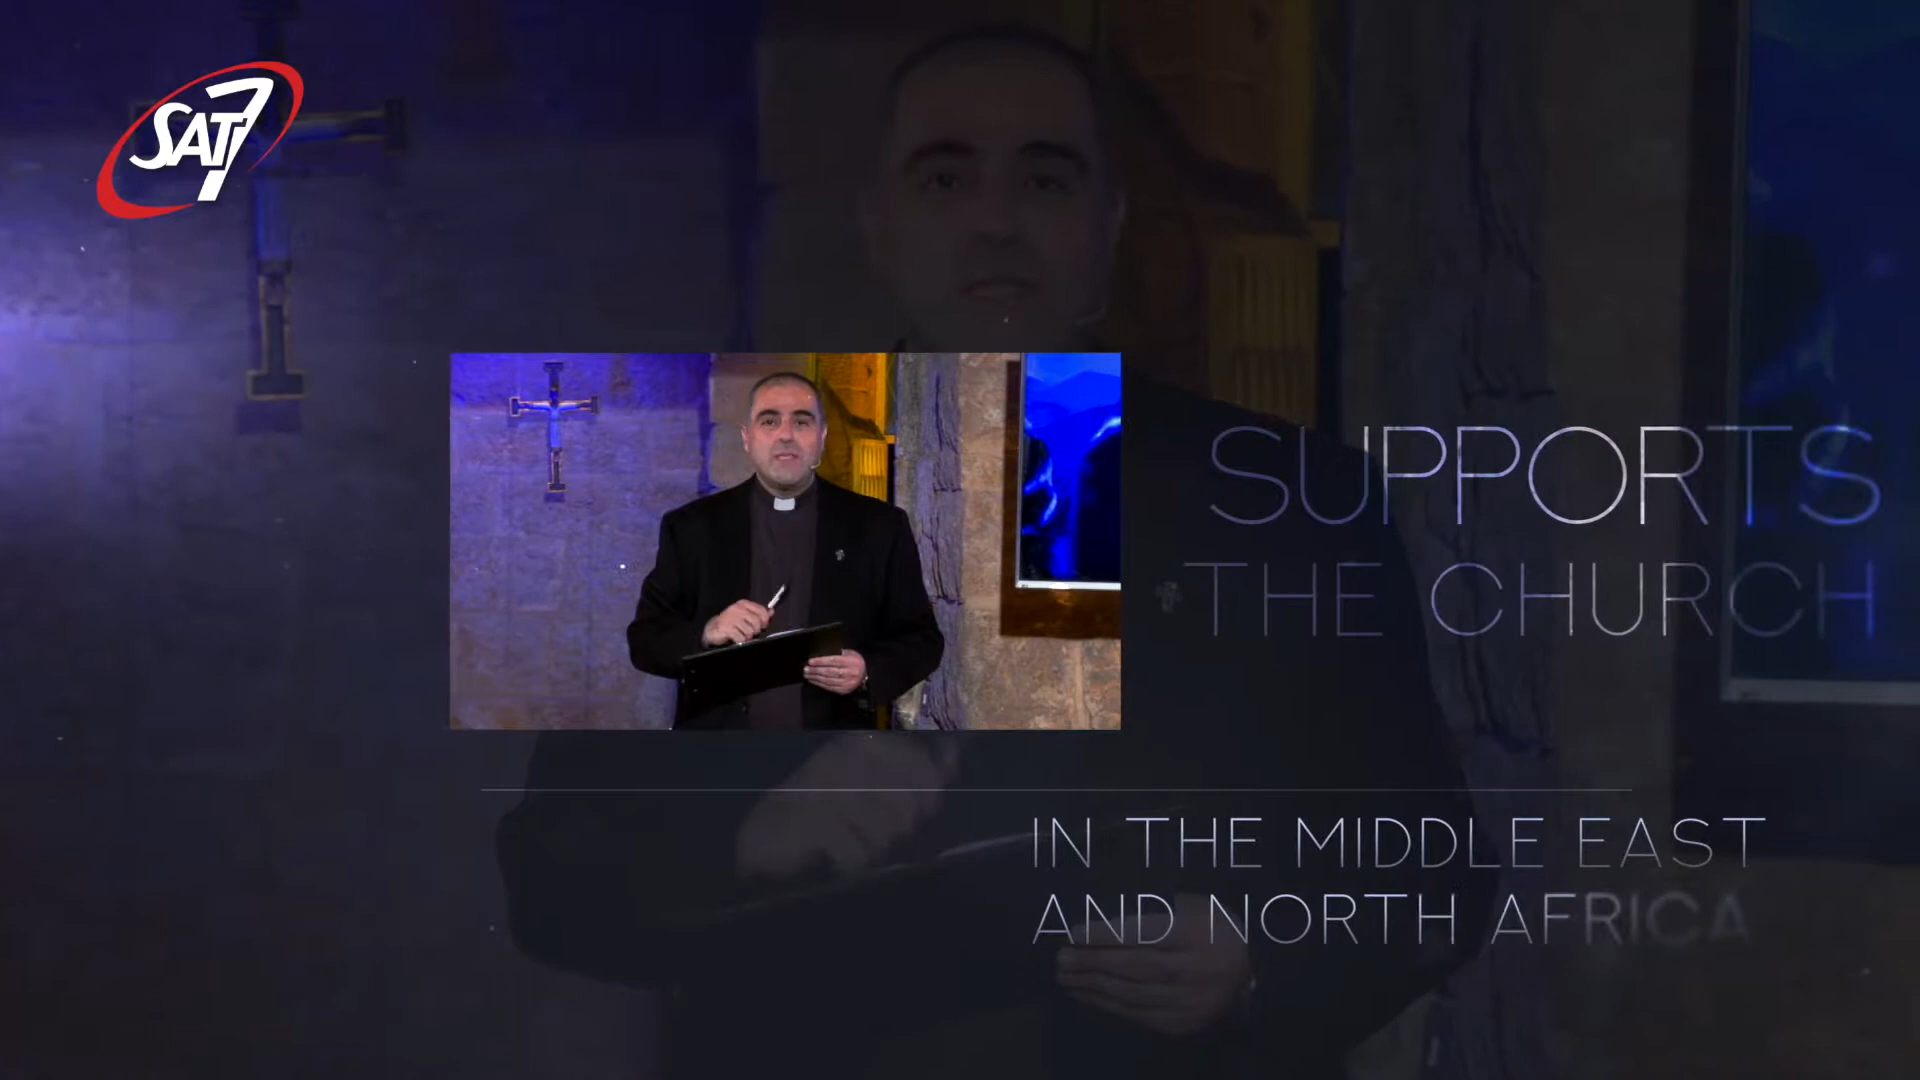 SAT7
SUPPORTS
THE CHURCH
IN THE MIDDLE EAST
AND NORTH AFRICA